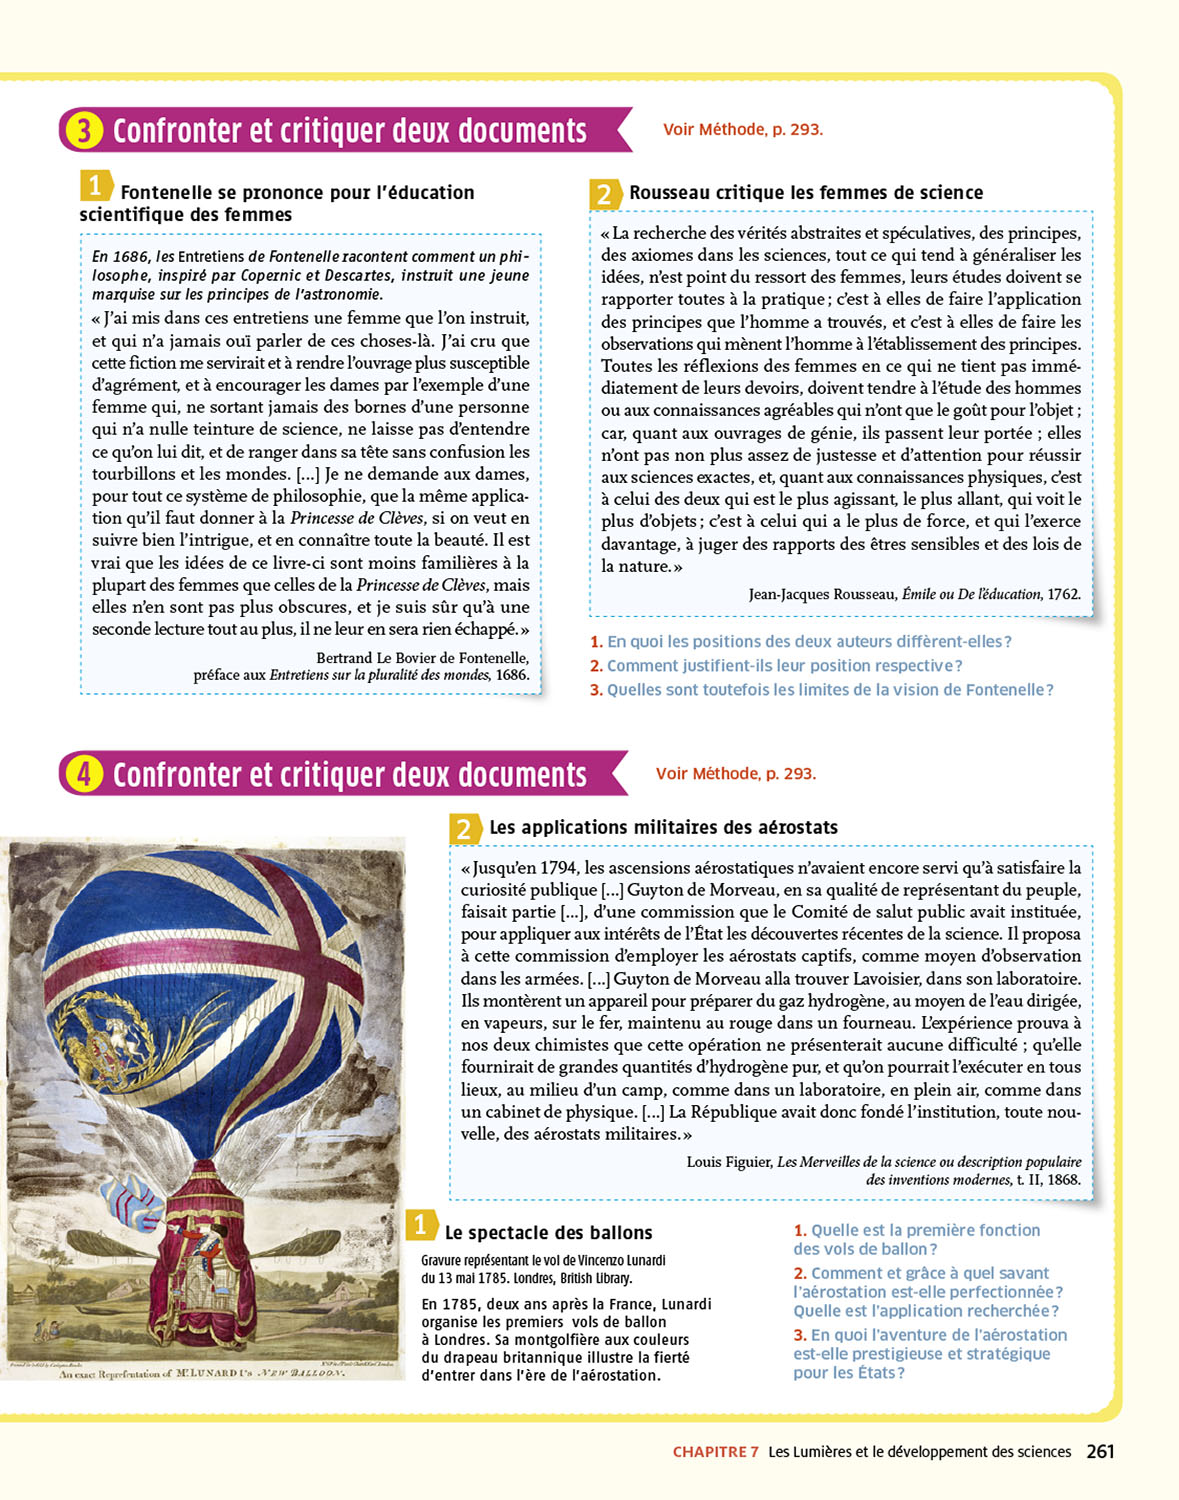 3 Confronter et critiquer deux documents
Voir Méthode, p. 293.
1 Fontenelle se prononce pour l'éducation
scientifique des femmes
En 1686, les Entretiens de Fontenelle racontent comment un phi-
losophe, inspiré par Copernic et Descartes, instruit une jeune
marquise sur les principes de l'astronomie.
« J'ai mis dans ces entretiens une femme que l'on instruit,
et qui n'a jamais ouï parler de ces choses-là. J'ai cru que
cette fiction me servirait et à rendre l'ouvrage plus susceptible
d'agrément, et à encourager les dames par l'exemple d'une
femme qui, ne sortant jamais des bornes d'une personne
qui n'a nulle teinture de science, ne laisse pas d'entendre
ce qu'on lui dit, et de ranger dans sa tête sans confusion les
tourbillons et les mondes. [...] Je ne demande aux dames,
pour tout ce système de philosophie, que la même applica-
tion qu'il faut donner à la Princesse de Clèves, si on veut en
suivre bien l'intrigue, et en connaître toute la beauté. Il est
vrai que les idées de ce livre-ci sont moins familières à la
plupart des femmes que celles de la Princesse de Clèves, mais
elles n'en sont pas plus obscures, et je suis sûr qu'à une
seconde lecture tout au plus, il ne leur en sera rien échappé. »
Bertrand Le Bovier de Fontenelle,
préface aux Entretiens sur la pluralité des mondes, 1686.
2 Rousseau critique les femmes de science
« La recherche des vérités abstraites et spéculatives, des principes,
des axiomes dans les sciences, tout ce qui tend à généraliser les
idées, n'est point du ressort des femmes, leurs études doivent se
rapporter toutes à la pratique ; c'est à elles de faire l'application
des principes que l'homme a trouvés, et c'est à elles de faire les
observations qui mènent l'homme à l'établissement des principes.
Toutes les réflexions des femmes en ce qui ne tient pas immé-
diatement de leurs devoirs, doivent tendre à l'étude des hommes
ou aux connaissances agréables qui n'ont que le goût pour l'objet ;
car, quant aux ouvrages de génie, ils passent leur portée ; elles
n'ont pas non plus assez de justesse et d'attention pour réussir
aux sciences exactes, et, quant aux connaissances physiques, c'est
à celui des deux qui est le plus agissant, le plus allant, qui voit le
plus d'objets ; c'est à celui qui a le plus de force, et qui l'exerce
davantage, à juger des rapports des êtres sensibles et des lois de
la nature. »
Jean-Jacques Rousseau, Émile ou De l'éducation, 1762.
1. En quoi les positions des deux auteurs diffèrent-elles ?
2. Comment justifient-ils leur position respective ?
3. Quelles sont toutefois les limites de la vision de Fontenelle ?
4 Confronter et critiquer deux documents
Voir Méthode, p. 293.
2 Les applications militaires des aérostats
« Jusqu'en 1794, les ascensions aérostatiques n'avaient encore servi qu'à satisfaire la
curiosité publique [...] Guyton de Morveau, en sa qualité de représentant du peuple,
faisait partie [...], d'une commission que le Comité de salut public avait instituée,
pour appliquer aux intérêts de l'État les découvertes récentes de la science. Il proposa
à cette commission d'employer les aérostats captifs, comme moyen d'observation
dans les armées. [...] Guyton de Morveau alla trouver Lavoisier, dans son laboratoire.
Ils montèrent un appareil pour préparer du gaz hydrogène, au moyen de l'eau dirigée,
en vapeurs, sur le fer, maintenu au rouge dans un fourneau. L'expérience prouva à
nos deux chimistes que cette opération ne présenterait aucune difficulté ; qu'elle
fournirait de grandes quantités d'hydrogène pur, et qu'on pourrait l'exécuter en tous
lieux, au milieu d'un camp, comme dans un laboratoire, en plein air, comme dans
un cabinet de physique. [...] La République avait donc fondé l'institution, toute nou-
velle, des aérostats militaires. »
Louis Figuier, Les Merveilles de la science ou description populaire
des inventions modernes, t. II, 1868.
An exact Representation of Mr. LUNARDI's NEW BALLOON.
1 Le spectacle des ballons
Gravure représentant le vol de Vincenzo Lunardi
du 13 mai 1785. Londres, British Library.
En 1785, deux ans après la France, Lunardi
organise les premiers vols de ballon
à Londres. Sa montgolfière aux couleurs
du drapeau britannique illustre la fierté
d'entrer dans l'ère de l'aérostation.
1. Quelle est la première fonction
des vols de ballon ?
2. Comment et grâce à quel savant
l'aérostation est-elle perfectionnée ?
Quelle est l'application recherchée ?
3. En quoi l'aventure de l'aérostation
est-elle prestigieuse et stratégique
pour les États ?
CHAPITRE 7 Les Lumières et le développement des sciences 261